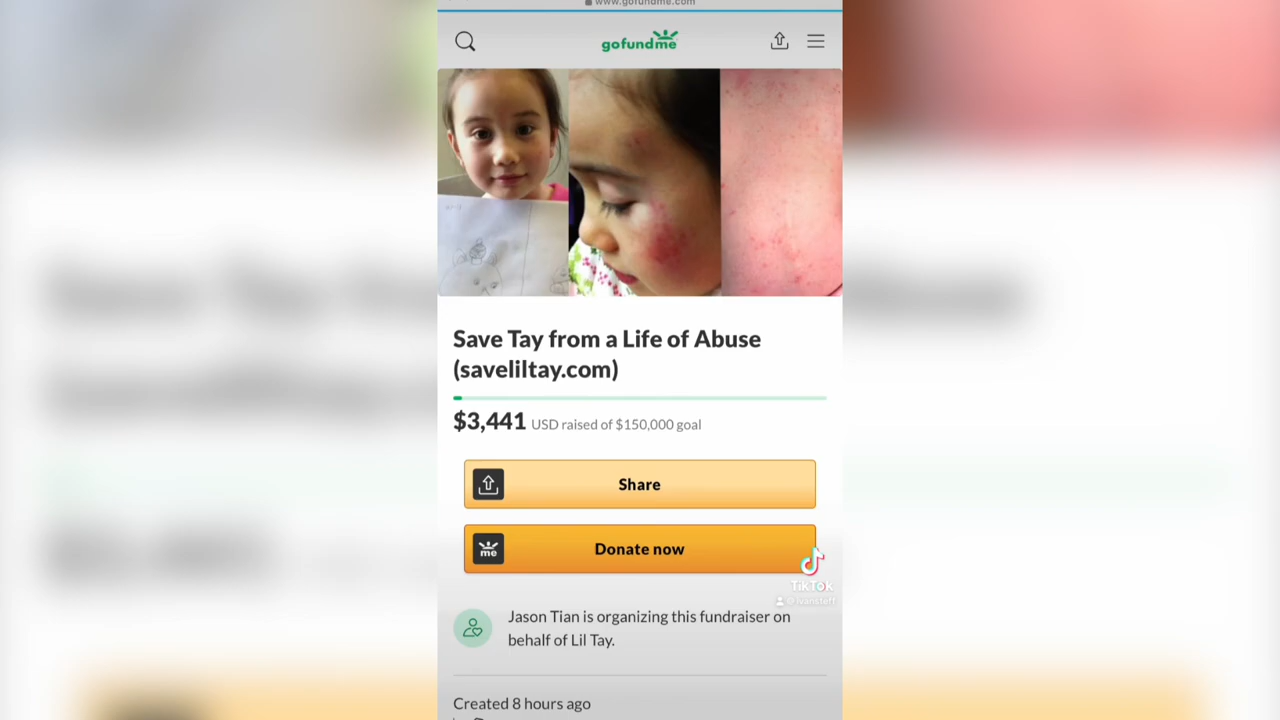 www.gofundme.com
gofundme
Save Tay from a Life of Abuse
(saveliltay.com)
$3,441 USD raised of $150,000 goal
Share
me Donate now
TikTok
Jason Tian is organizing this fundraiser on
behalf of Lil Tay.
Created 8 hours ago